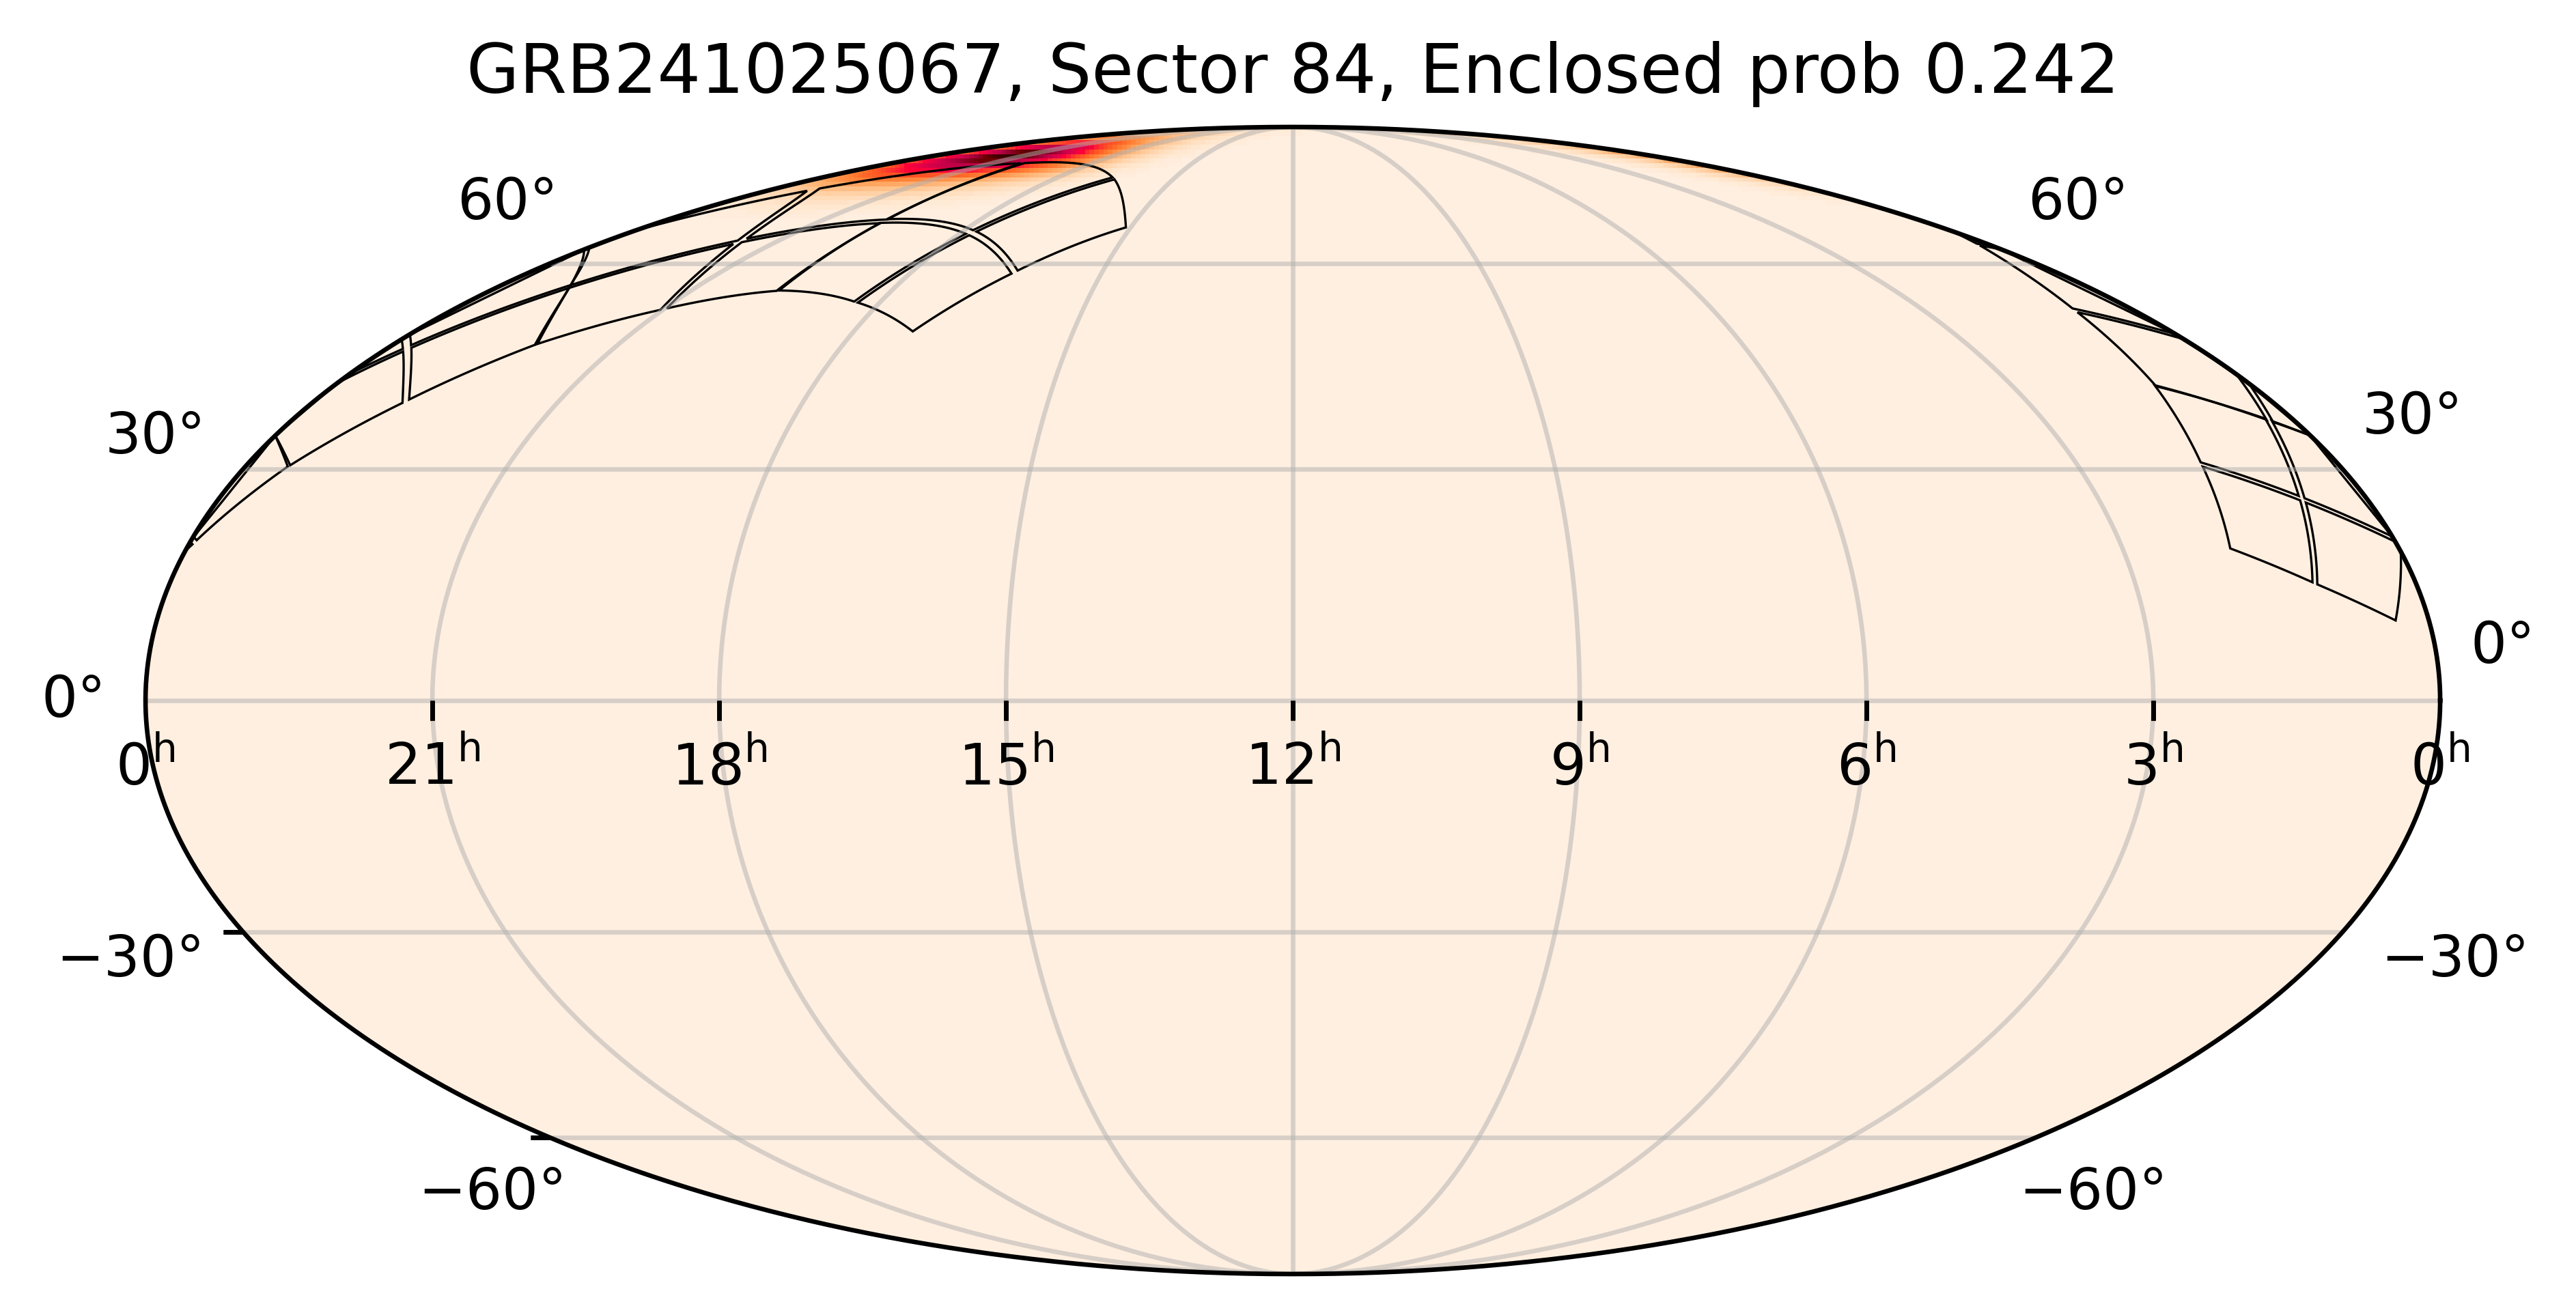 GRB241025067, Sector 84, Enclosed prob 0.242
60° 60°
30° 30°
0° 0°
0h 21h 18h 15h 12h 9h 6h 3h 0h
−30° −30°
−60° −60°